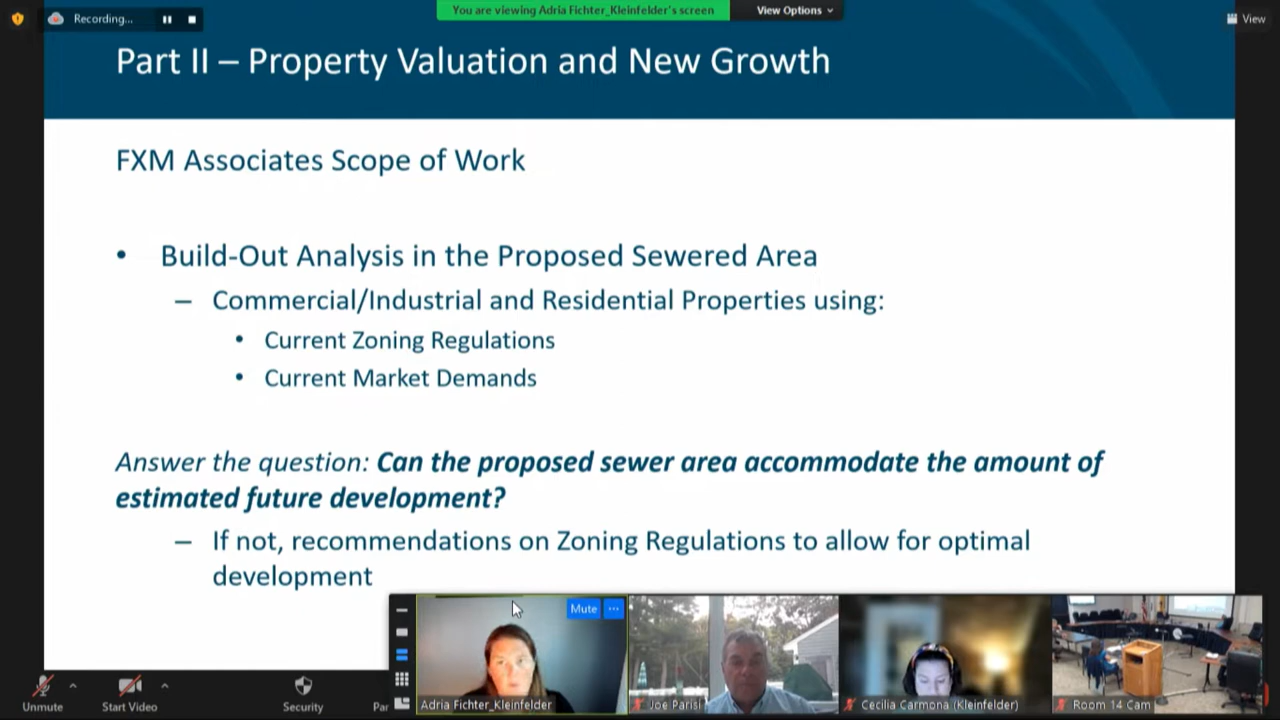 Recording...
You are viewing Adria Fichter_Kleinfelder's screen
View Options
View
Part II – Property Valuation and New Growth
FXM Associates Scope of Work
• Build-Out Analysis in the Proposed Sewered Area
– Commercial/Industrial and Residential Properties using:
• Current Zoning Regulations
• Current Market Demands
Answer the question: Can the proposed sewer area accommodate the amount of
estimated future development?
– If not, recommendations on Zoning Regulations to allow for optimal
development
Mute
...
Adria Fichter_Kleinfelder
Joe Parisi
Cecilia Carmona (Kleinfelder)
Room 14 Cam
Unmute
Start Video
Security
Par